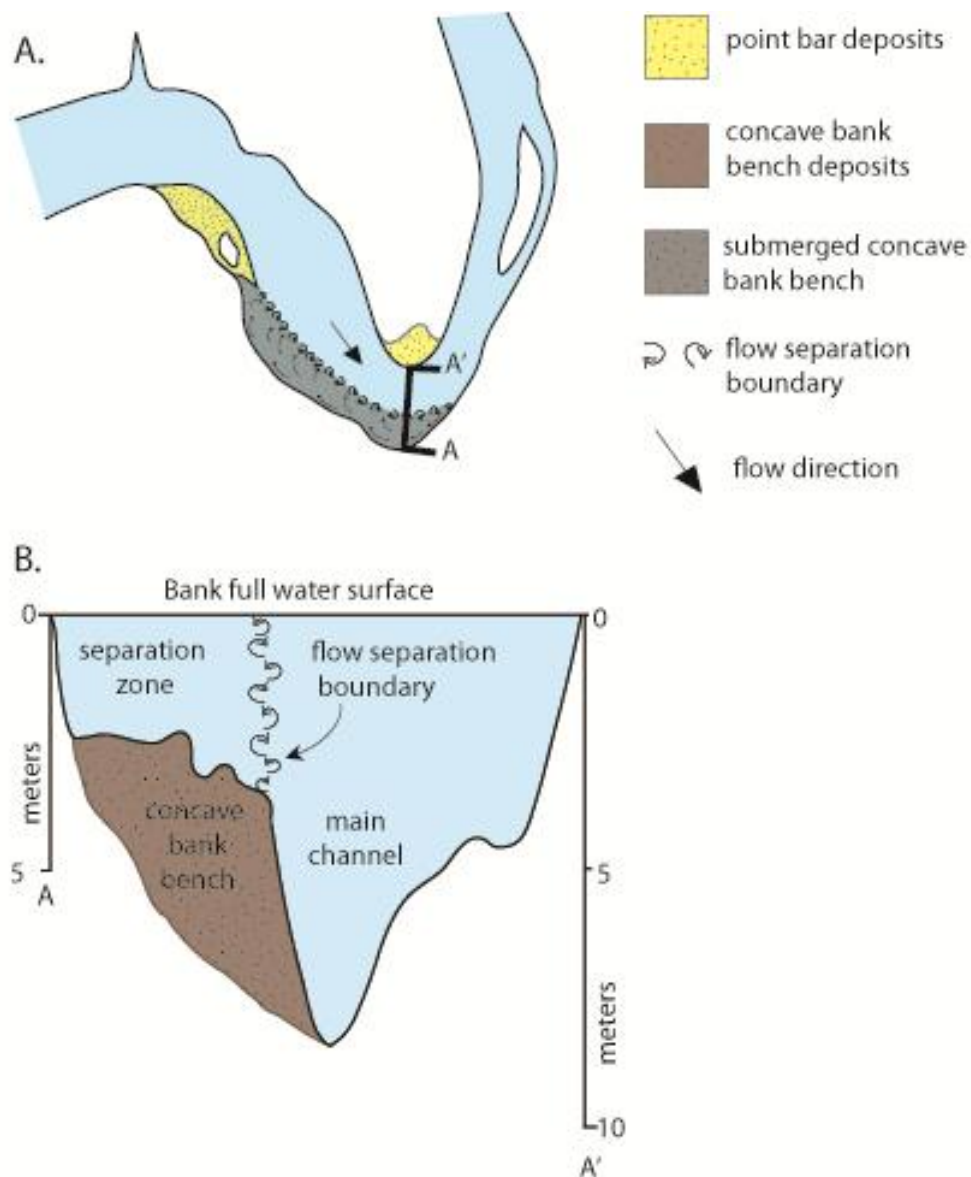 A.
point bar deposits
concave bank
bench deposits
submerged concave
bank bench
flow separation
boundary
flow direction
A'
A
B.
Bank full water surface
0
0
separation
zone
flow separation
boundary
meters
concave
bank
bench
main
channel
5
5
A
meters
10
A'